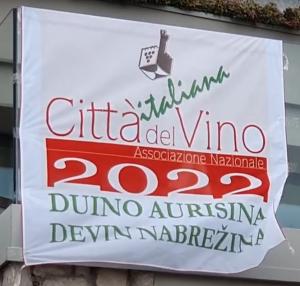 italiana
Città del Vino
Associazione Nazionale
2022
DUINO AURISINA
DEVIN NABREŽINA